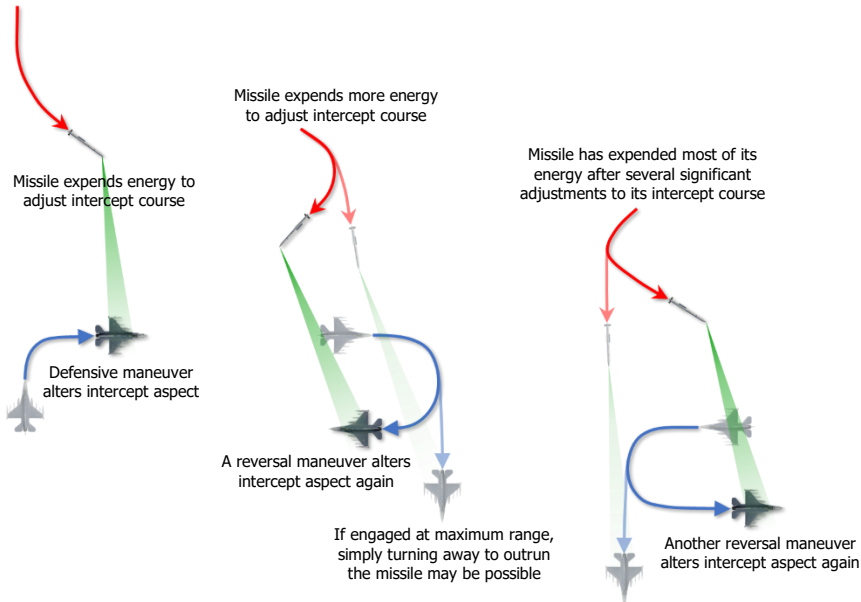 Missile expends energy to
adjust intercept course
Defensive maneuver
alters intercept aspect
Missile expends more energy
to adjust intercept course
A reversal maneuver alters
intercept aspect again
If engaged at maximum range,
simply turning away to outrun
the missile may be possible
Missile has expended most of its
energy after several significant
adjustments to its intercept course
Another reversal maneuver
alters intercept aspect again